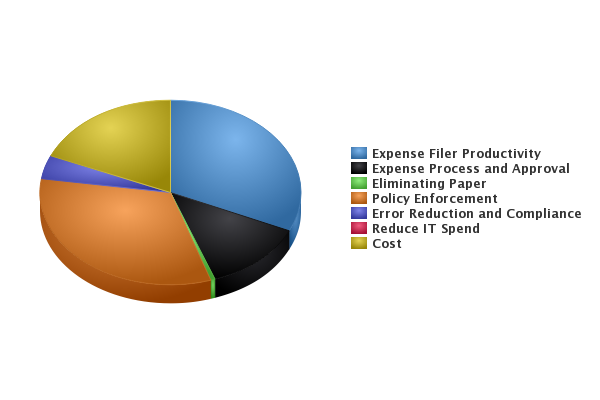 Expense Filer Productivity
Expense Process and Approval
Eliminating Paper
Policy Enforcement
Error Reduction and Compliance
Reduce IT Spend
Cost